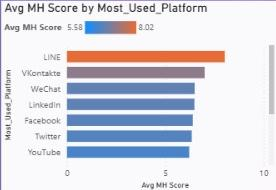 Avg MH Score by Most_Used_Platform
Avg MH Score 5.58 8.02
Most_Used_Platform
LINE
VKontakte
WeChat
LinkedIn
Facebook
Twitter
YouTube
0 5 10
Avg MH Score